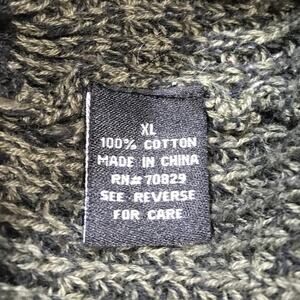 XL
100% COTTON
MADE IN CHINA
RN# 70829
SEE REVERSE
FOR CARE